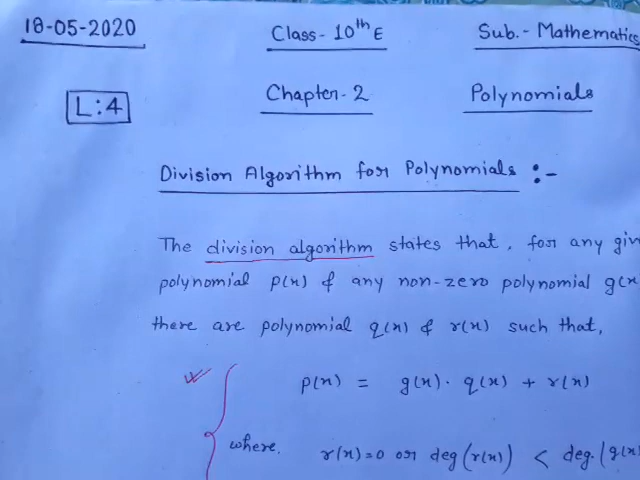 18-05-2020 Class- 10th E Sub.- Mathematics
L:4 Chapter-2 Polynomials
Division Algorithm for Polynomials :-
The division algorithm states that, for any giv
polynomial p(x) & any non-zero polynomial g(x
there are polynomial q(x) & r(x) such that,
p(x) = g(x). q(x) + r(x)
where, r(x)=0 or deg(r(x)) < deg.(g(x